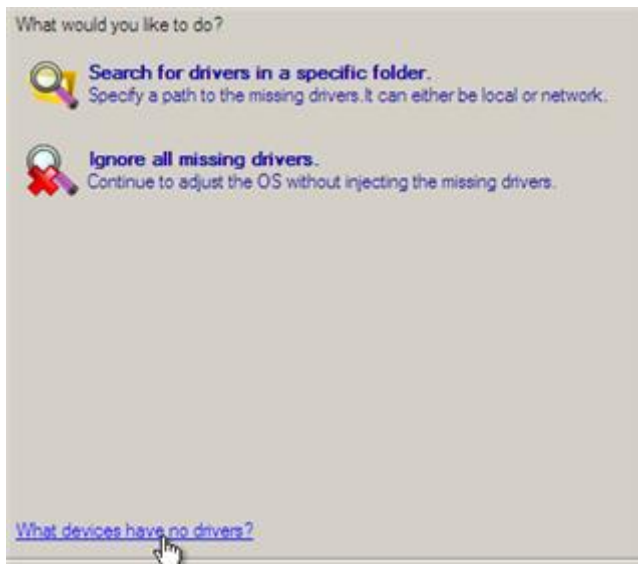 What would you like to do?
Search for drivers in a specific folder.
Specify a path to the missing drivers.It can either be local or network.
Ignore all missing drivers.
Continue to adjust the OS without injecting the missing drivers.
What devices have no drivers?